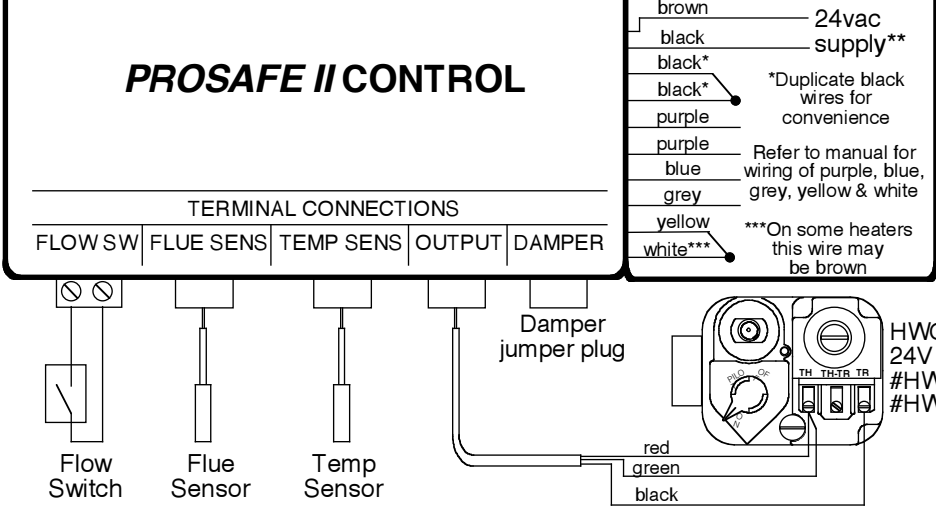 brown
24vac
black
supply**
black*
PROSAFE II CONTROL
*Duplicate black
black*
wires for
convenience
purple
purple
Refer to manual for
blue
wiring of purple, blue,
grey
grey, yellow & white
TERMINAL CONNECTIONS
yellow
***On some heaters
FLOW SW FLUE SENS TEMP SENS OUTPUT DAMPER
white***
this wire may
be brown
Damper
jumper plug
24V
TH TH-TR TR
PILO OF
ON
Flow
Switch
Flue
Sensor
Temp
Sensor
red
green
black